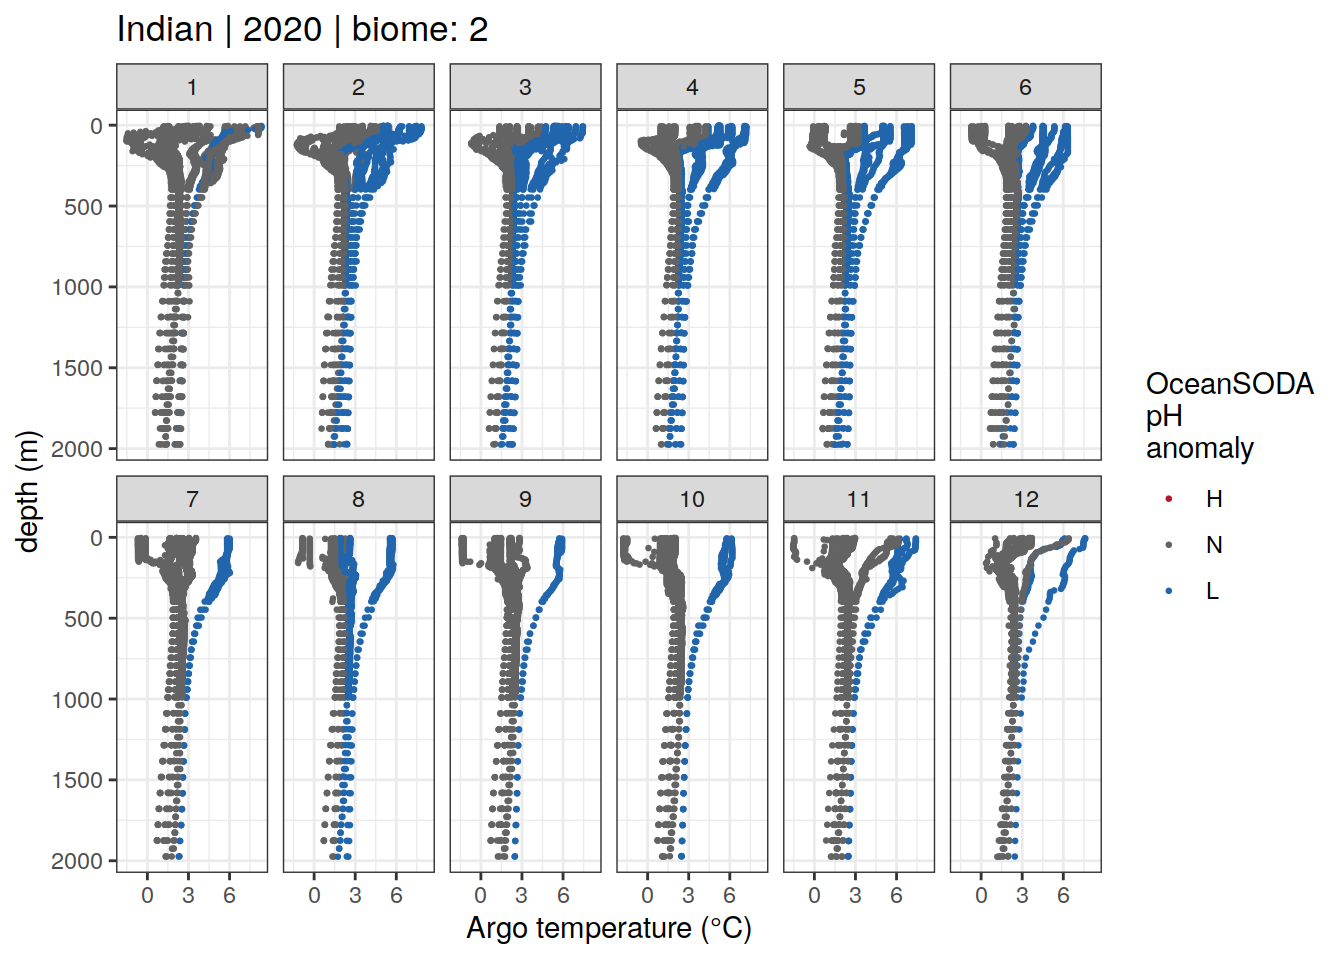 Indian | 2020 | biome: 2
1 2 3 4 5 6
0
500
1000
1500
2000
7 8 9 10 11 12
0
500
1000
1500
2000
0 3 6 0 3 6 0 3 6 0 3 6 0 3 6 0 3 6
Argo temperature (°C)
depth (m)
OceanSODA
pH
anomaly
H
N
L